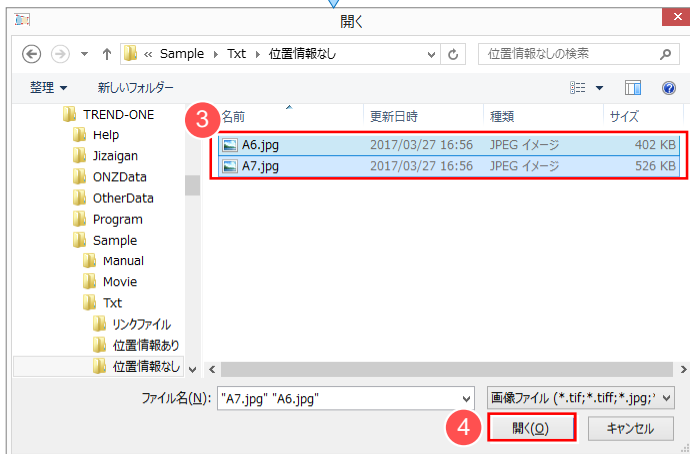 開く
« Sample ▸ Txt ▸ 位置情報なし
位置情報なしの検索
整理 ▼
新しいフォルダー
TREND-ONE
Help
Jizaigan
ONZData
OtherData
Program
Sample
Manual
Movie
Txt
リンクファイル
位置情報あり
位置情報なし
3
名前 更新日時 種類 サイズ
A6.jpg 2017/03/27 16:56 JPEG イメージ 402 KB
A7.jpg 2017/03/27 16:56 JPEG イメージ 526 KB
ファイル名(N): "A7.jpg" "A6.jpg"
画像ファイル (*.tif;*.tiff;*.jpg;*
4
開く(O)
キャンセル